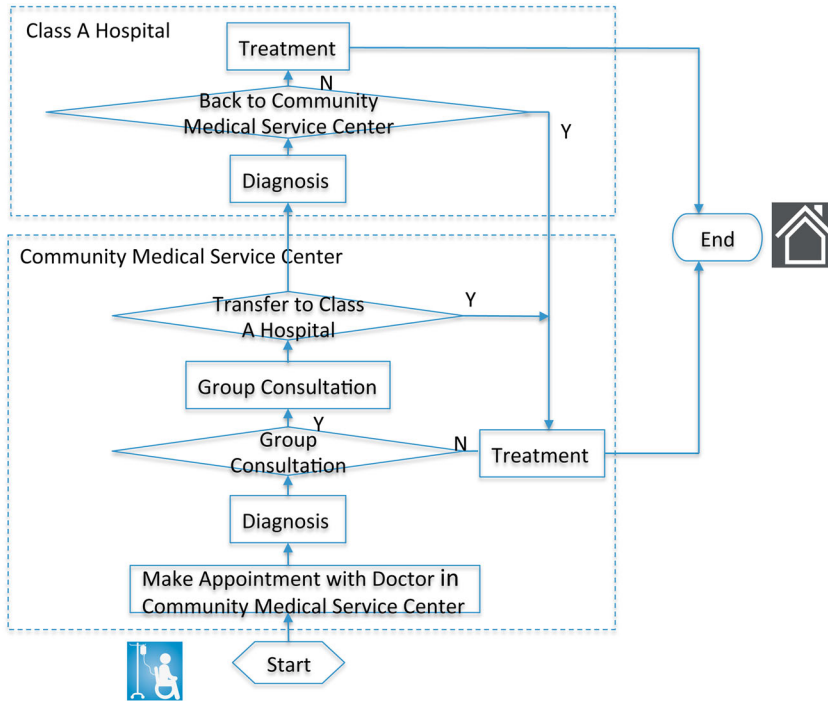 Class A Hospital
Treatment
N
Back to Community
Medical Service Center
Y
Diagnosis
End
Community Medical Service Center
Transfer to Class
A Hospital
Y
Group Consultation
Y
Group
Consultation
N
Treatment
Diagnosis
Make Appointment with Doctor in
Community Medical Service Center
Start